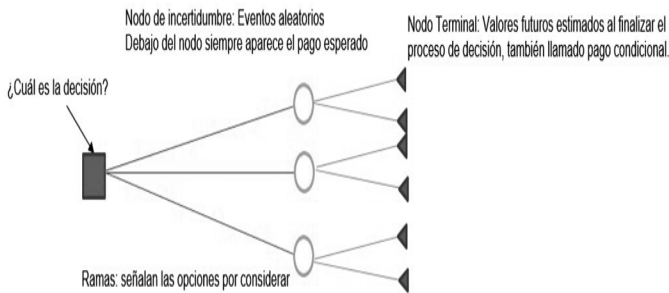 Nodo de incertidumbre: Eventos aleatorios
Debajo del nodo siempre aparece el pago esperado
Nodo Terminal: Valores futuros estimados al finalizar el
proceso de decisión, también llamado pago condicional.
¿Cuál es la decisión?
Ramas: señalan las opciones por considerar